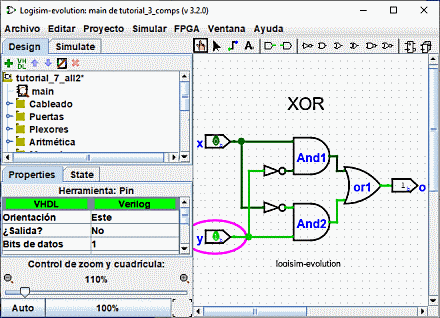 Logisim-evolution: main de tutorial_3_comps (v 3.2.0)
Archivo Editar Proyecto Simular FPGA Ventana Ayuda
Design Simulate
VH
DL
A
tutorial_7_all2*
main
Cableado
Puertas
Plexores
Aritmética
Properties State
Herramienta: Pin
VHDL Verilog
Orientación Este
¿Salida? No
Bits de datos 1
Control de zoom y cuadrícula:
110%
Auto 100%
XOR
x 0 And1
or1 1 o
And2
y
logisim-evolution